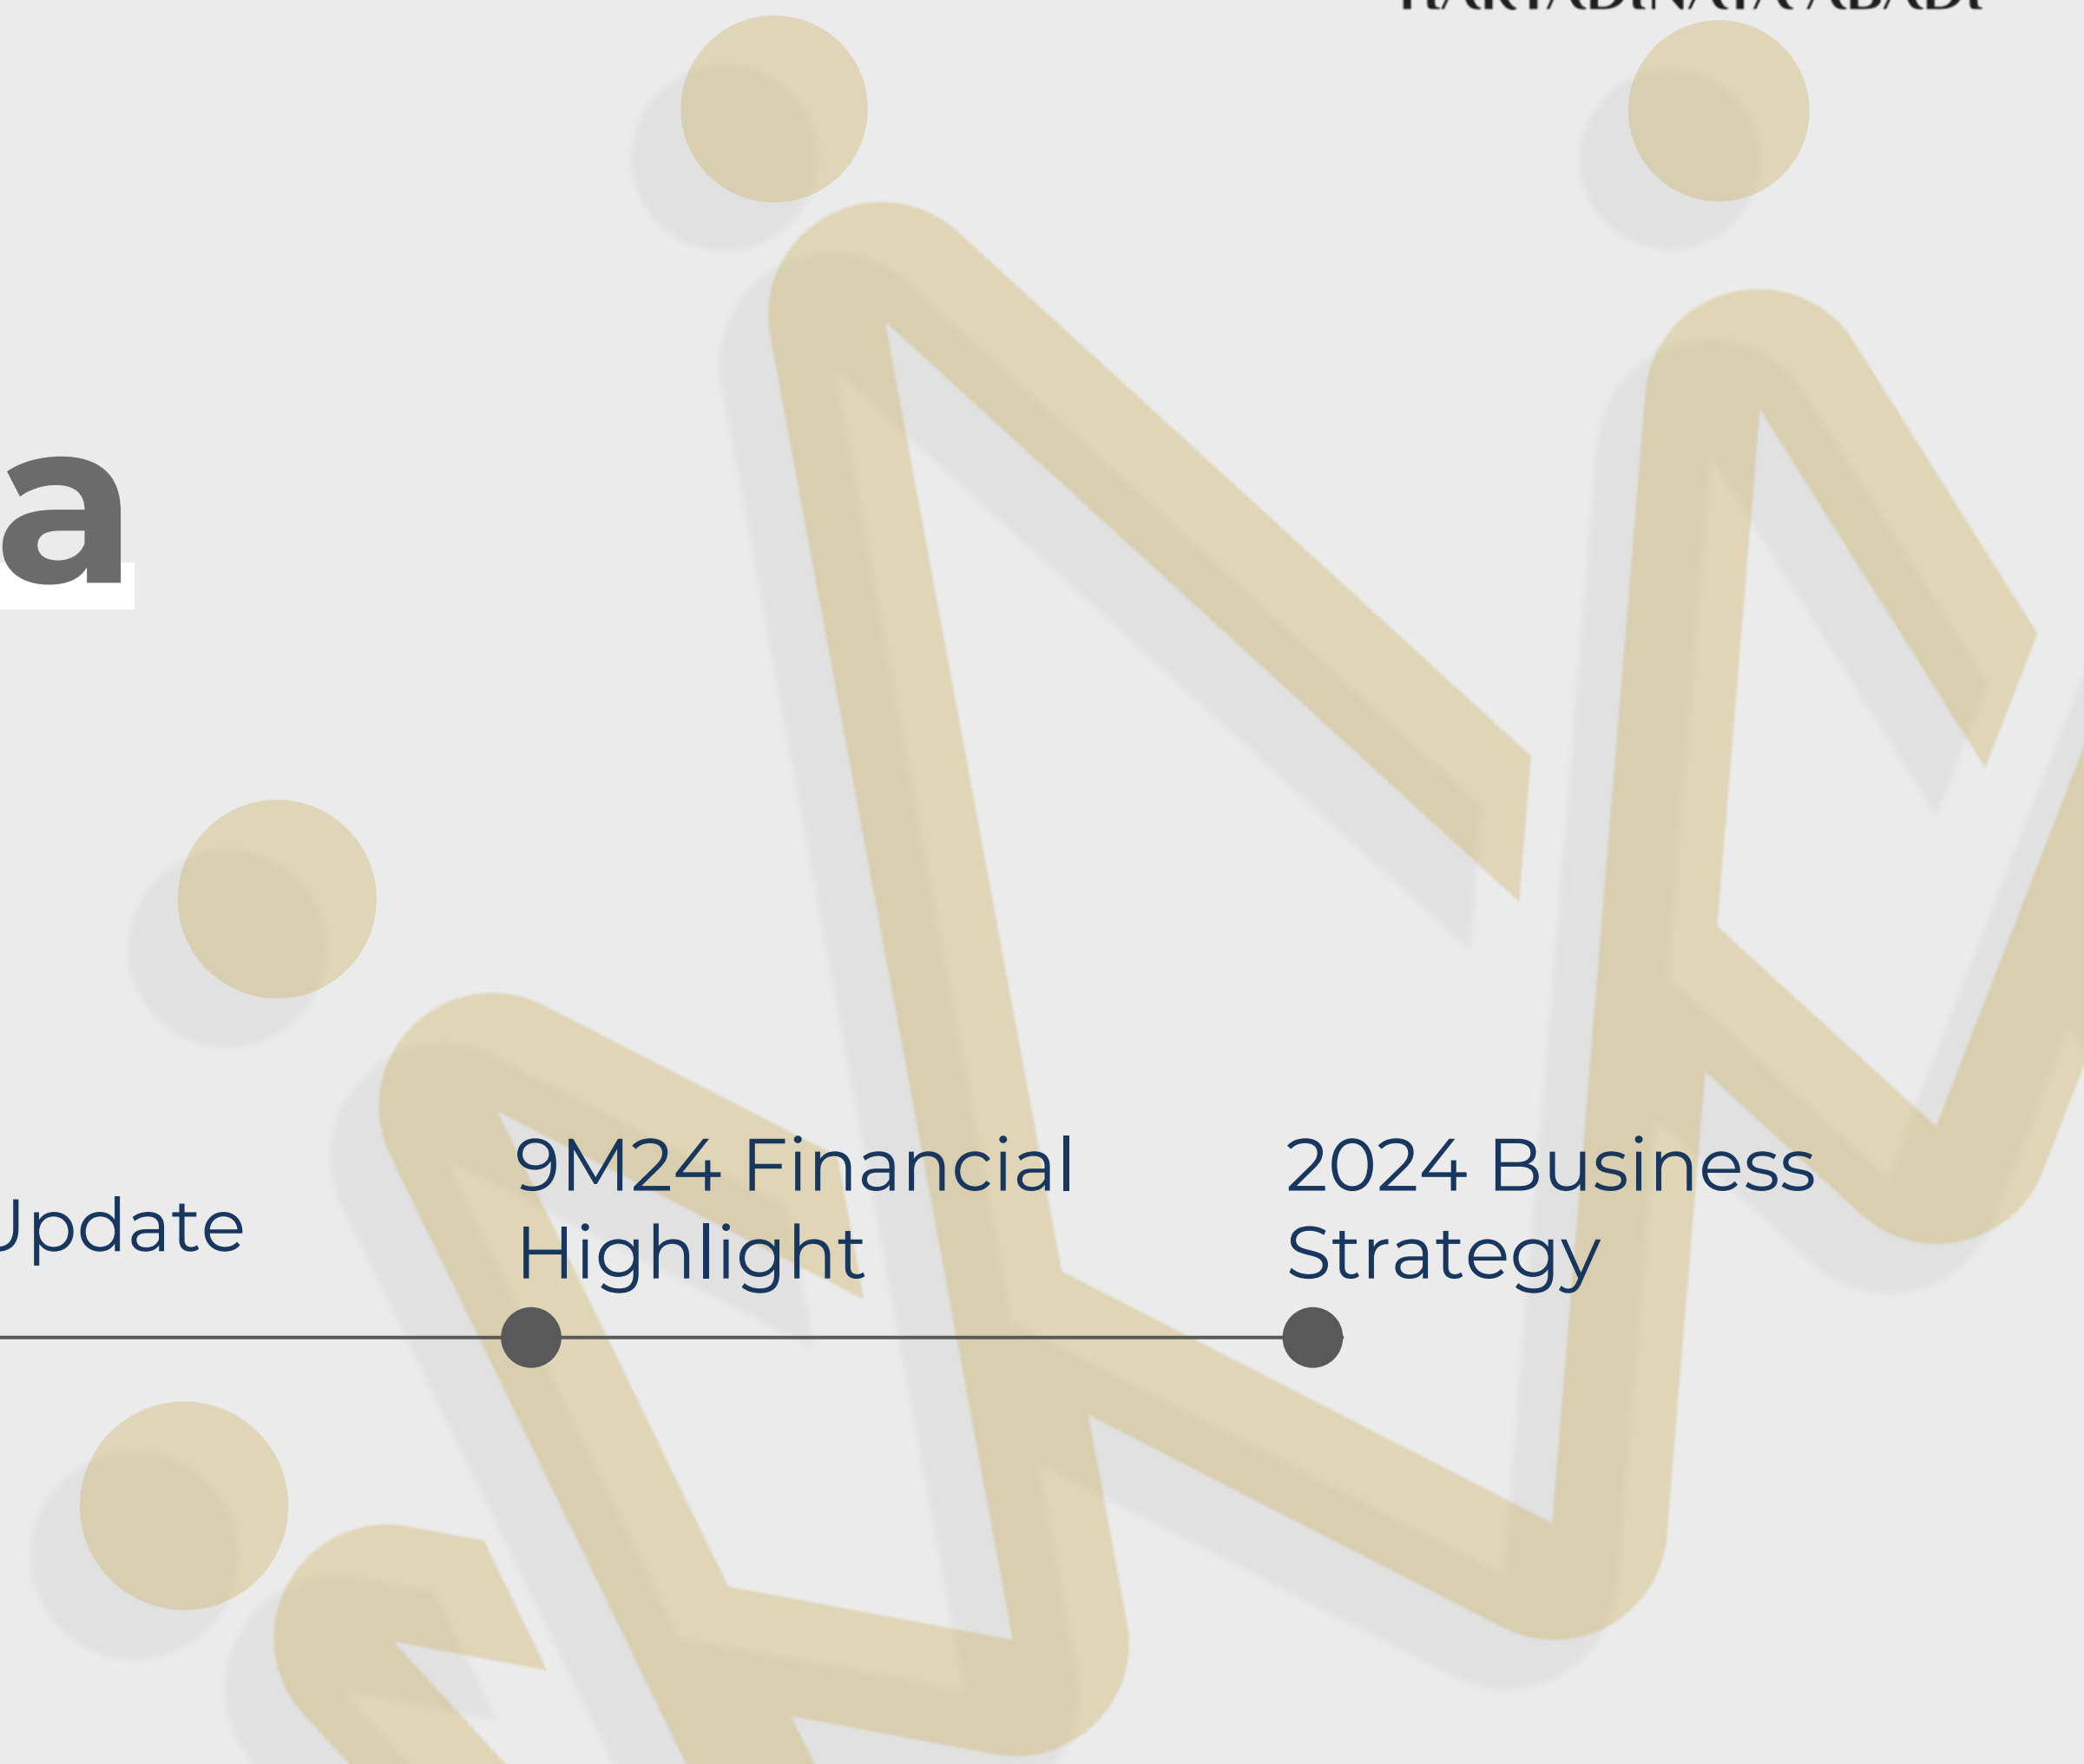 a
Update
9M24 Financial
Highlight
2024 Business
Strategy